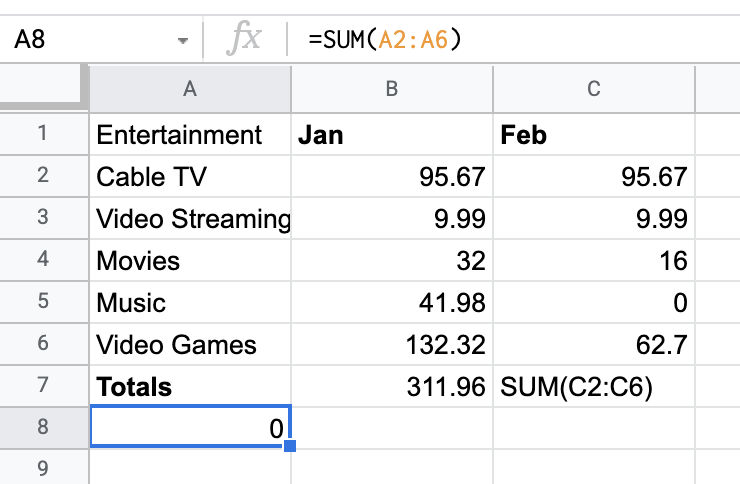 A8 fx =SUM(A2:A6)
A B C
1 Entertainment Jan Feb
2 Cable TV 95.67 95.67
3 Video Streaming 9.99 9.99
4 Movies 32 16
5 Music 41.98 0
6 Video Games 132.32 62.7
7 Totals 311.96 SUM(C2:C6)
8 0
9